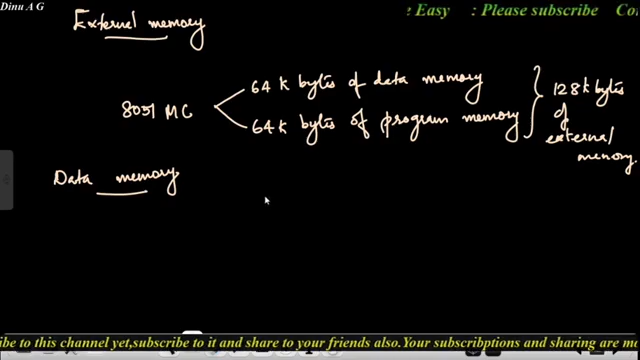 Dinu A G
e Easy : Please subscribe Co
External memory
64 k bytes of data memory
8051 MC
64 k bytes of program memory
128 k bytes
of
external
memory.
Data memory
be to this channel yet,subscribe to it and share to your friends also.Your subscribptions and sharing are mo